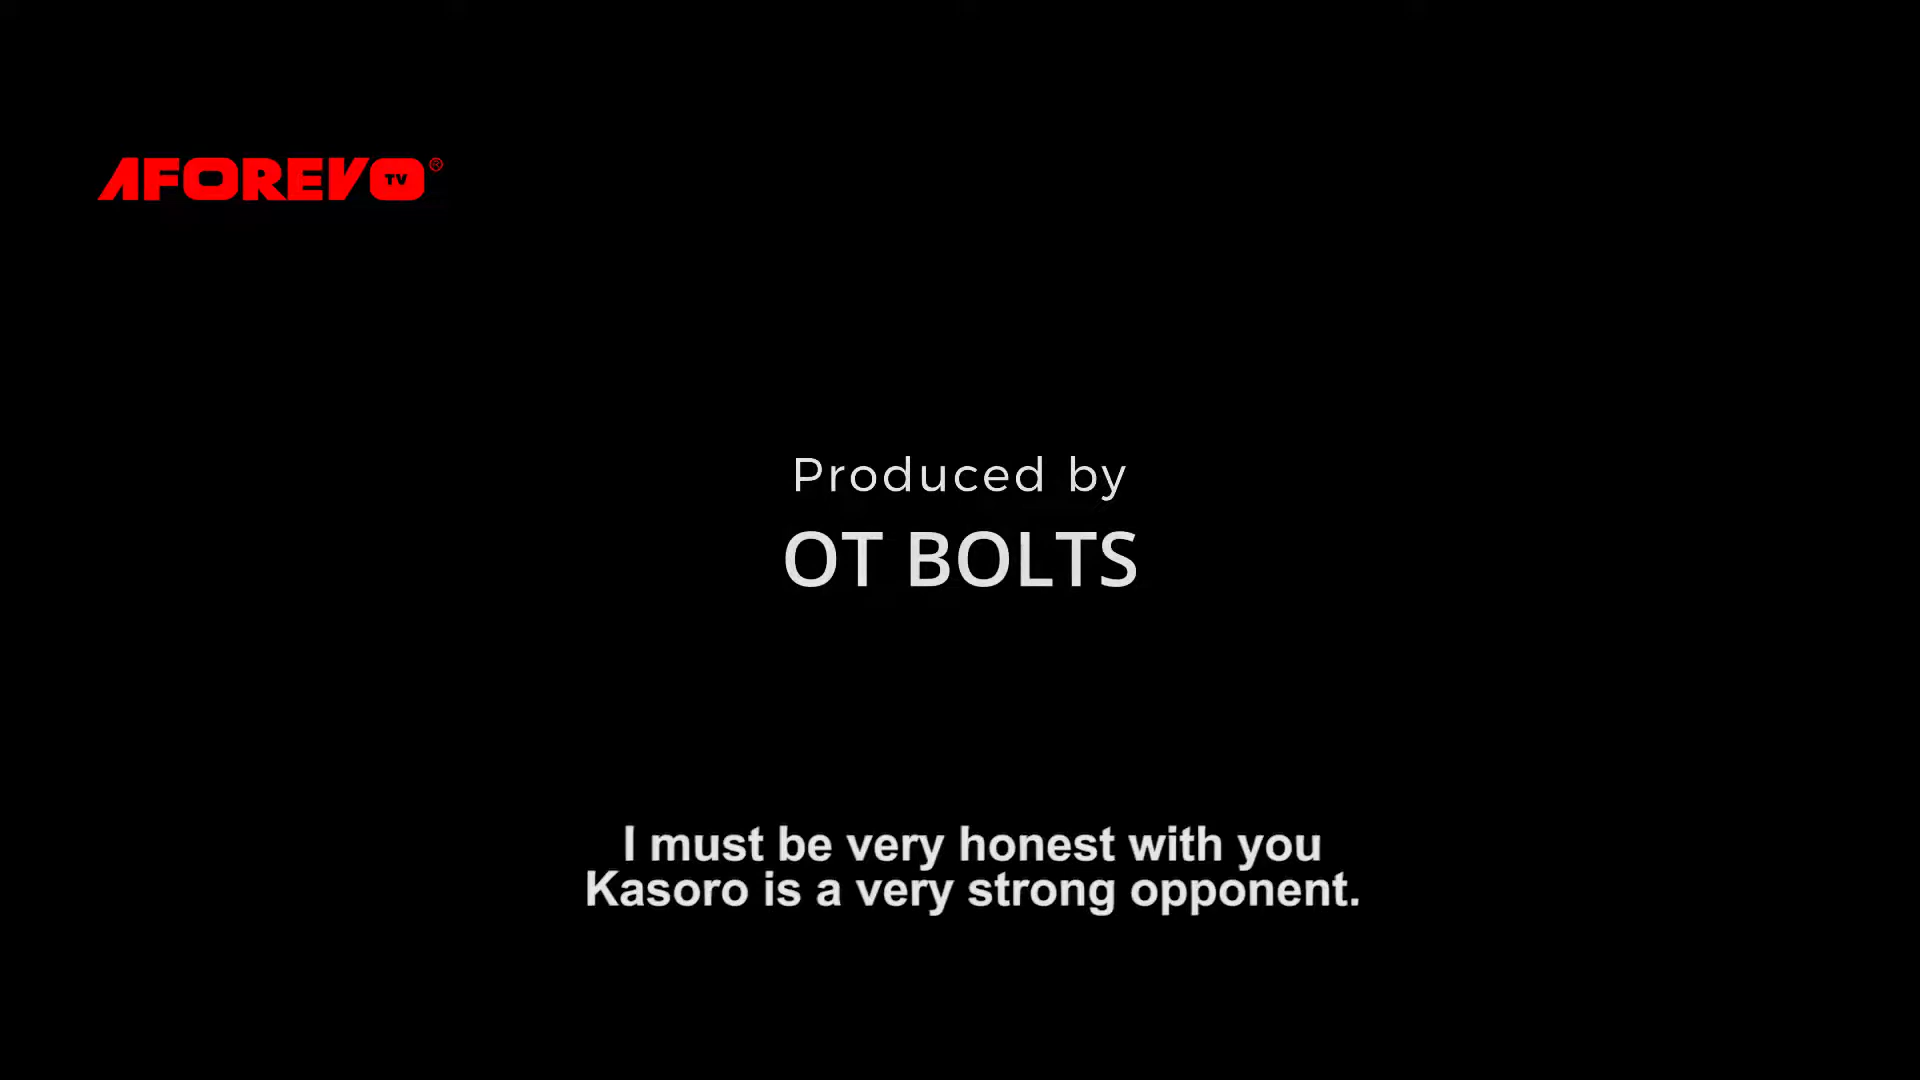 AFOREVO TV ®
Produced by
OT BOLTS
I must be very honest with you
Kasoro is a very strong opponent.